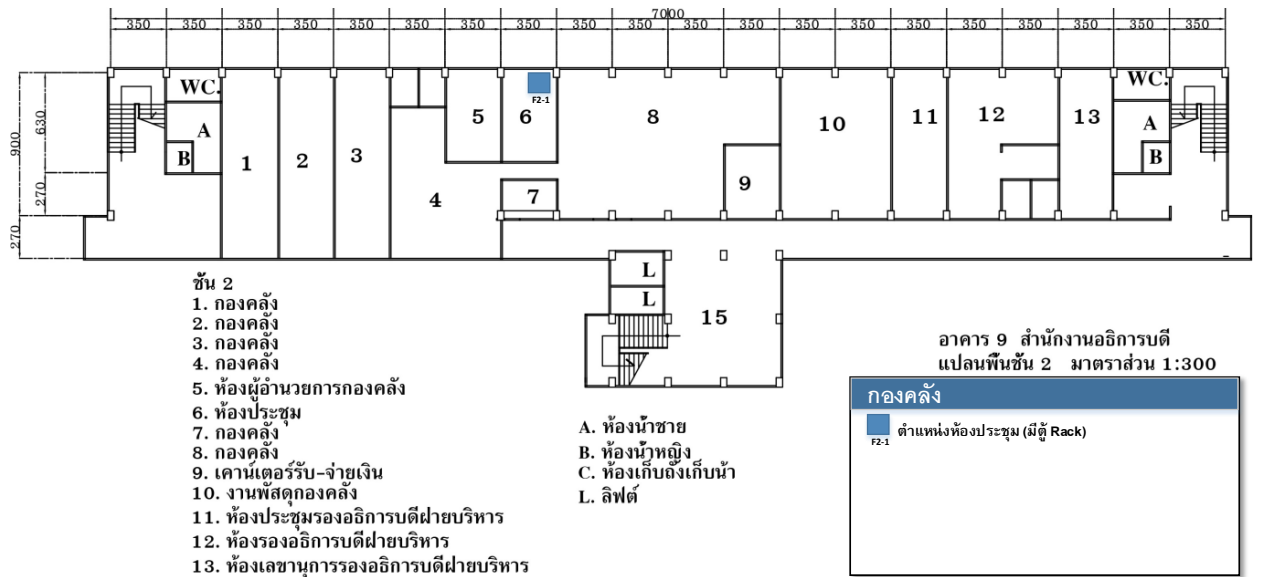 7000
350 350 350 350 350 350 350 350 350 350 350 350 350 350 350 350 350 350 350 350
900
630
270
270
WC.
A
B
1
2
3
4
5
6
F2-1
7
8
9
10
11
12
13
WC.
A
B
L
L
15
ชั้น 2
1. กองคลัง
2. กองคลัง
3. กองคลัง
4. กองคลัง
5. ห้องผู้อำนวยการกองคลัง
6. ห้องประชุม
7. กองคลัง
8. กองคลัง
9. เคาน์เตอร์รับ-จ่ายเงิน
10. งานพัสดุกองคลัง
11. ห้องประชุมรองอธิการบดีฝ่ายบริหาร
12. ห้องรองอธิการบดีฝ่ายบริหาร
13. ห้องเลขานุการรองอธิการบดีฝ่ายบริหาร
A. ห้องน้ำชาย
B. ห้องน้ำหญิง
C. ห้องเก็บถังเก็บน้ำ
L. ลิฟต์
อาคาร 9 สำนักงานอธิการบดี
แปลนพื้นชั้น 2 มาตราส่วน 1:300
กองคลัง
F2-1 ตำแหน่งห้องประชุม (มีตู้ Rack)